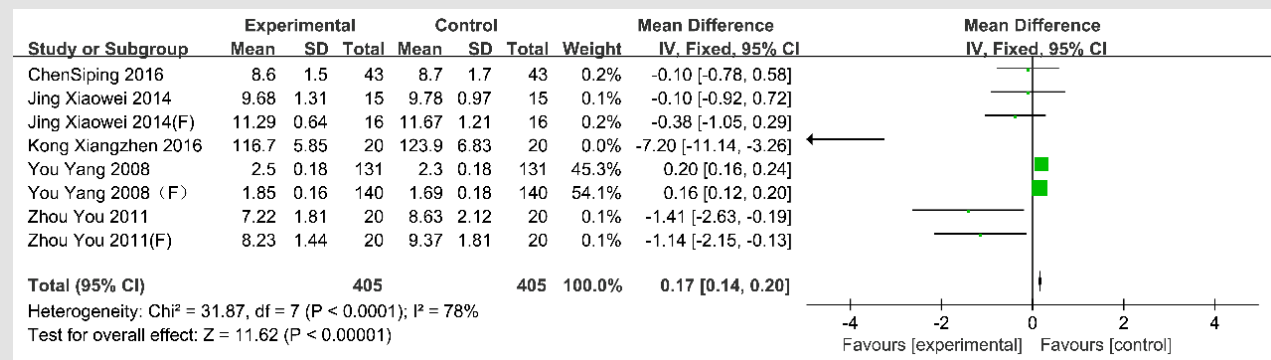 Experimental Control Mean Difference Mean Difference
Study or Subgroup Mean SD Total Mean SD Total Weight IV, Fixed, 95% CI IV, Fixed, 95% CI
ChenSiping 2016 8.6 1.5 43 8.7 1.7 43 0.2% -0.10 [-0.78, 0.58]
Jing Xiaowei 2014 9.68 1.31 15 9.78 0.97 15 0.1% -0.10 [-0.92, 0.72]
Jing Xiaowei 2014(F) 11.29 0.64 16 11.67 1.21 16 0.2% -0.38 [-1.05, 0.29]
Kong Xiangzhen 2016 116.7 5.85 20 123.9 6.83 20 0.0% -7.20 [-11.14, -3.26]
You Yang 2008 2.5 0.18 131 2.3 0.18 131 45.3% 0.20 [0.16, 0.24]
You Yang 2008（F） 1.85 0.16 140 1.69 0.18 140 54.1% 0.16 [0.12, 0.20]
Zhou You 2011 7.22 1.81 20 8.63 2.12 20 0.1% -1.41 [-2.63, -0.19]
Zhou You 2011(F) 8.23 1.44 20 9.37 1.81 20 0.1% -1.14 [-2.15, -0.13]
Total (95% CI) 405 405 100.0% 0.17 [0.14, 0.20]
Heterogeneity: Chi² = 31.87, df = 7 (P < 0.0001); I² = 78%
Test for overall effect: Z = 11.62 (P < 0.00001)
-4 -2 0 2 4
Favours [experimental] Favours [control]